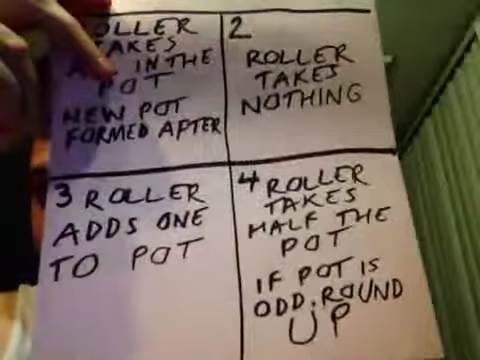 ROLLER
TAKES
ALL IN THE
POT
NEW POT
FORMED AFTER
2
ROLLER
TAKES
NOTHING
3 ROLLER
ADDS ONE
TO POT
4 ROLLER
TAKES
HALF THE
POT
IF POT IS
ODD, ROUND
UP